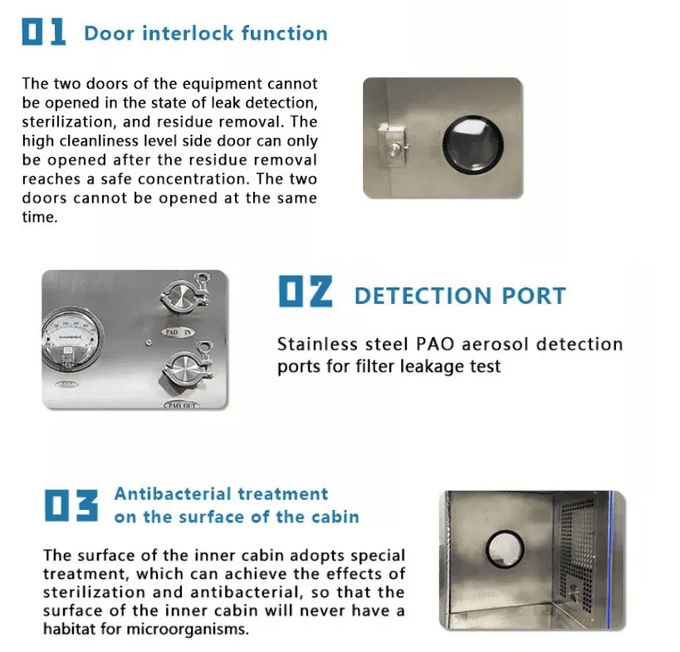 01 Door interlock function
The two doors of the equipment cannot
be opened in the state of leak detection,
sterilization, and residue removal. The
high cleanliness level side door can only
be opened after the residue removal
reaches a safe concentration. The two
doors cannot be opened at the same
time.
02 DETECTION PORT
Stainless steel PAO aerosol detection
ports for filter leakage test
PAO IN
PAO OUT
03 Antibacterial treatment
on the surface of the cabin
The surface of the inner cabin adopts special
treatment, which can achieve the effects of
sterilization and antibacterial, so that the
surface of the inner cabin will never have a
habitat for microorganisms.